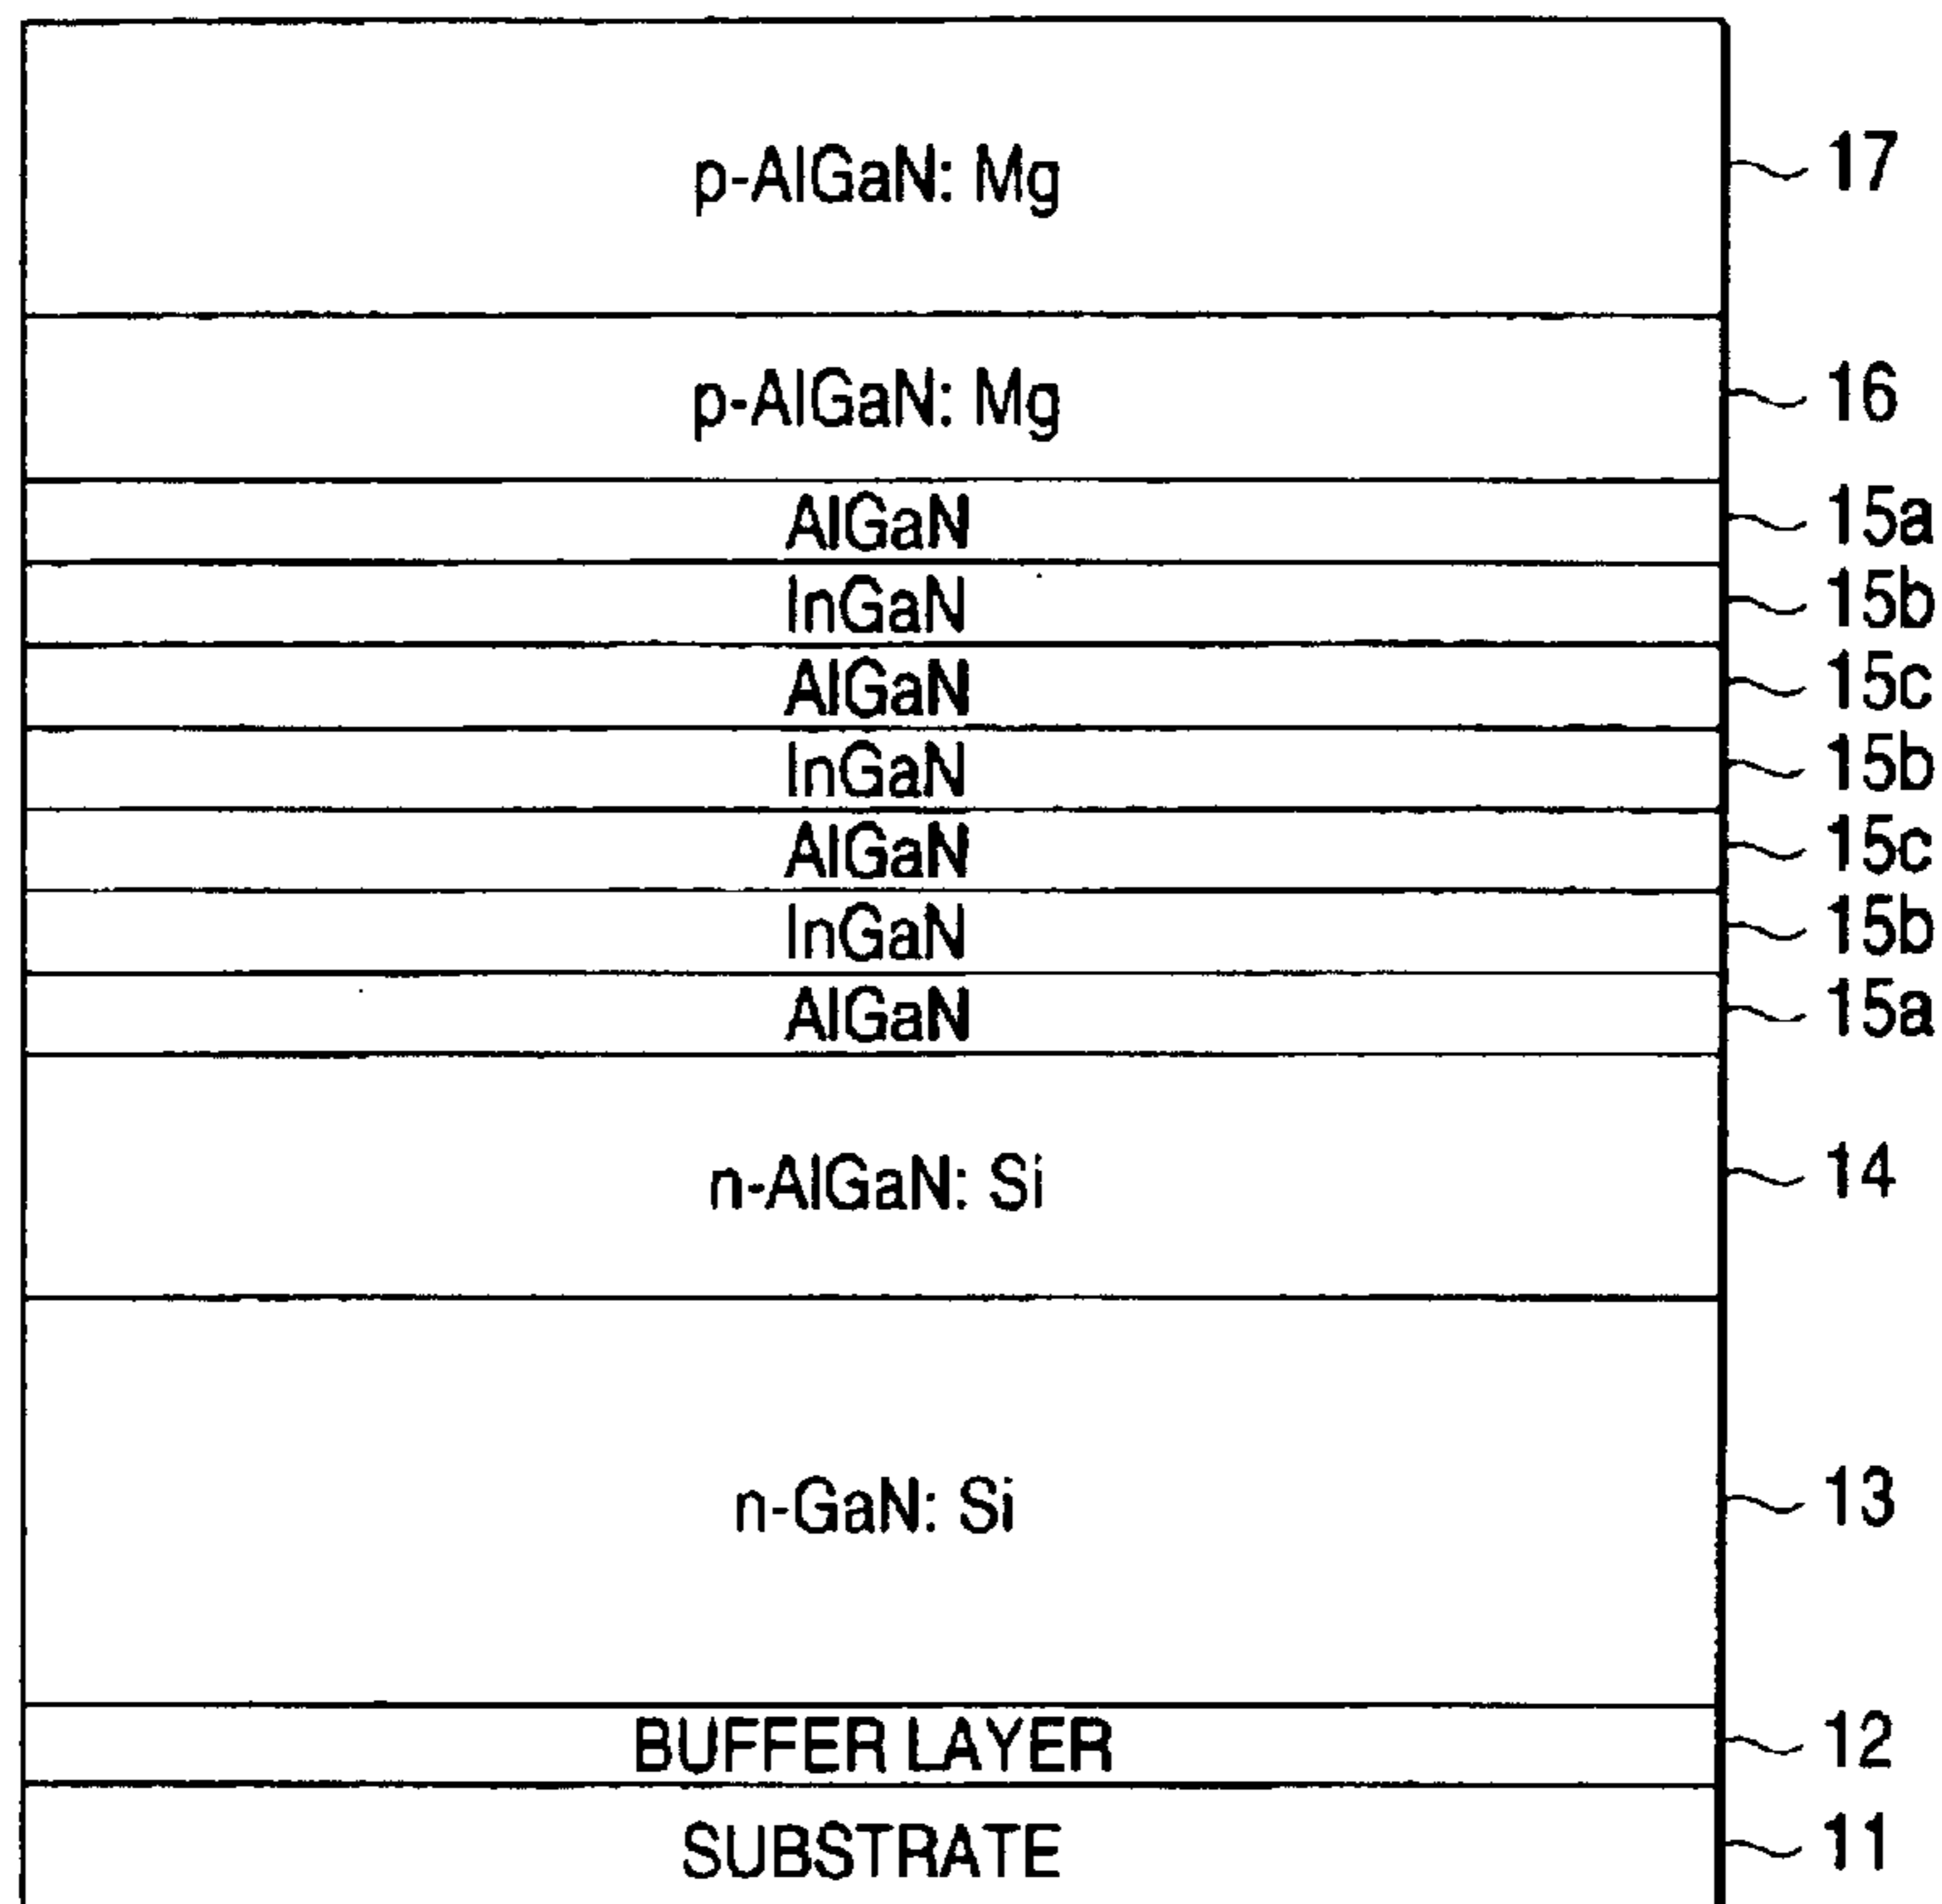 p-AlGaN: Mg 17
p-AlGaN: Mg 16
AlGaN 15a
InGaN 15b
AlGaN 15c
InGaN 15b
AlGaN 15c
InGaN 15b
AlGaN 15a
n-AlGaN: Si 14
n-GaN: Si 13
BUFFER LAYER 12
SUBSTRATE 11